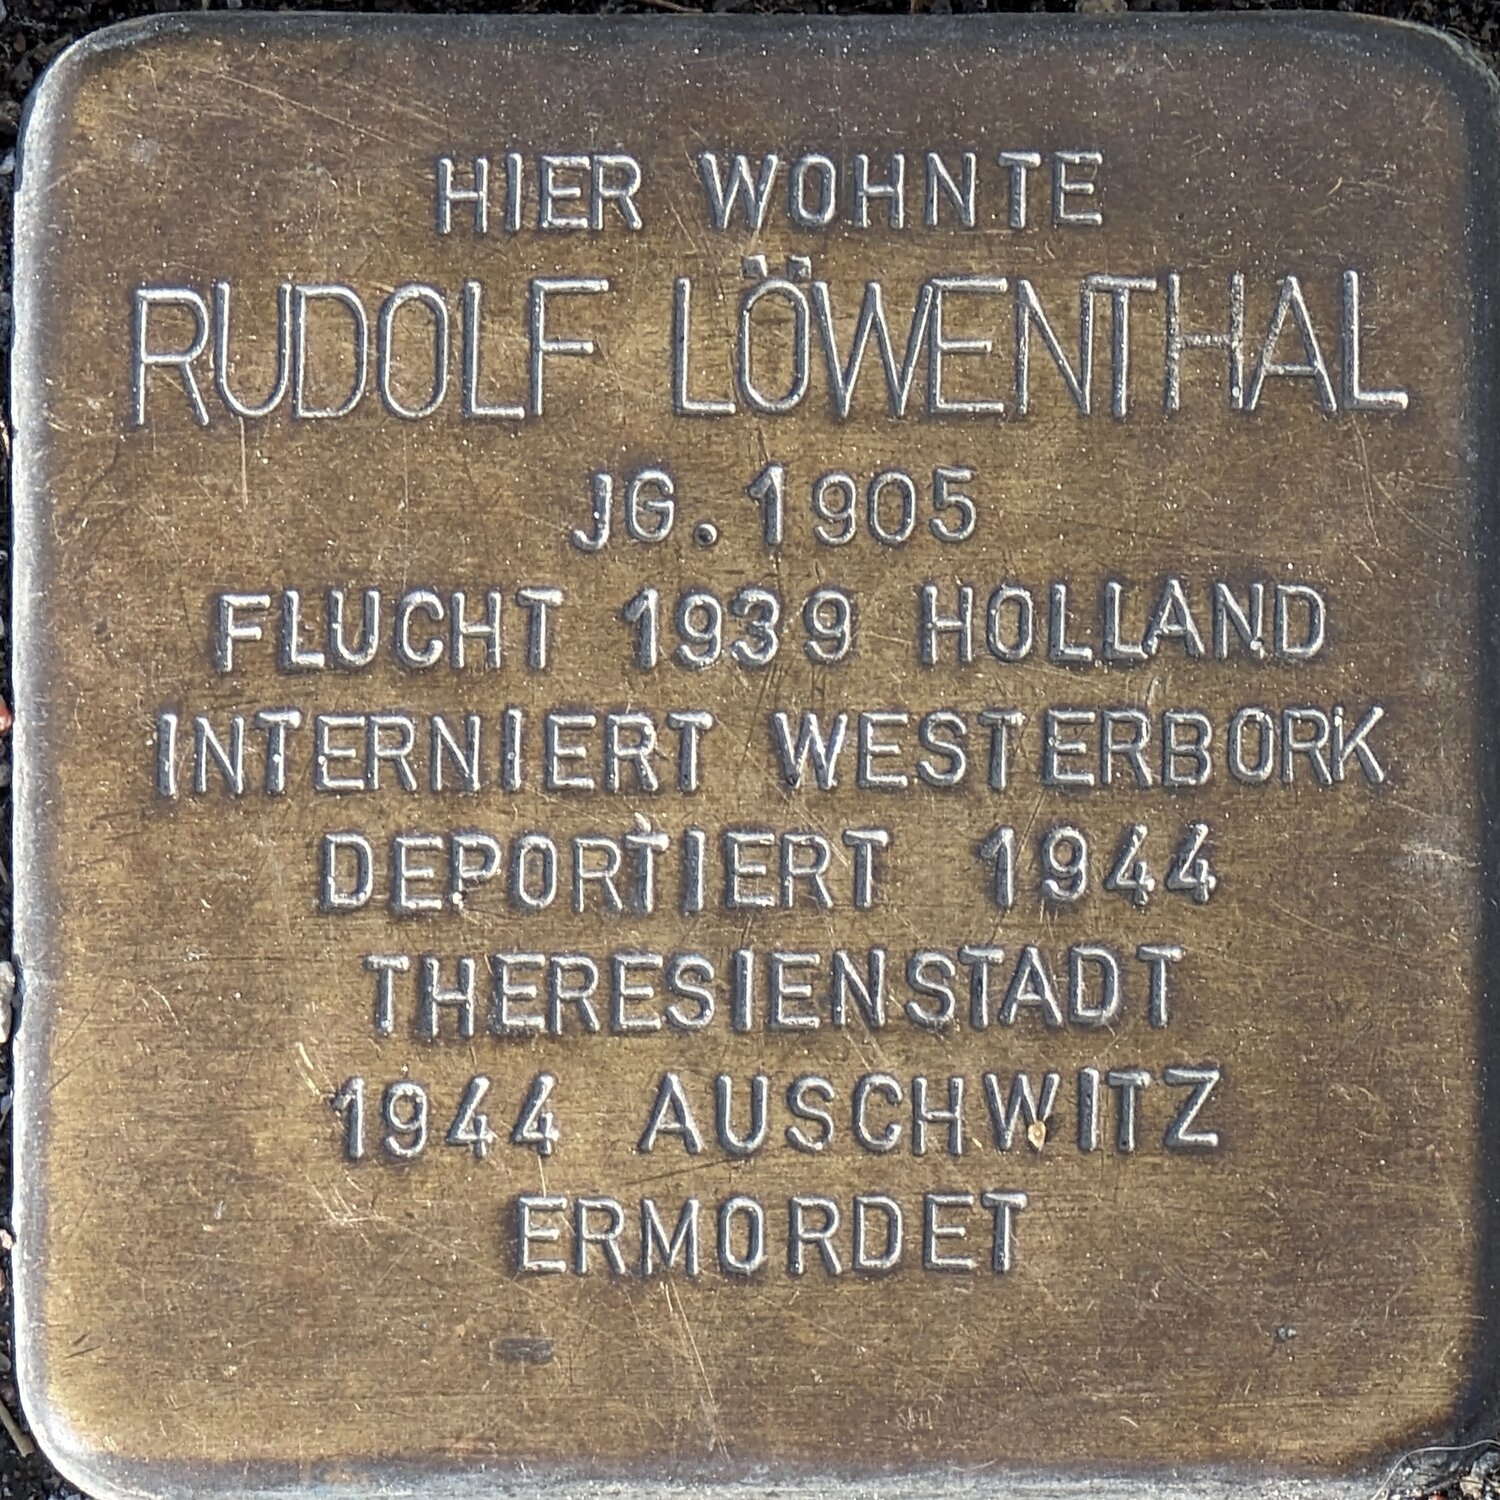 HIER WOHNTE
RUDOLF LÖWENTHAL
JG. 1905
FLUCHT 1939 HOLLAND
INTERNIERT WESTERBORK
DEPORTIERT 1944
THERESIENSTADT
1944 AUSCHWITZ
ERMORDET